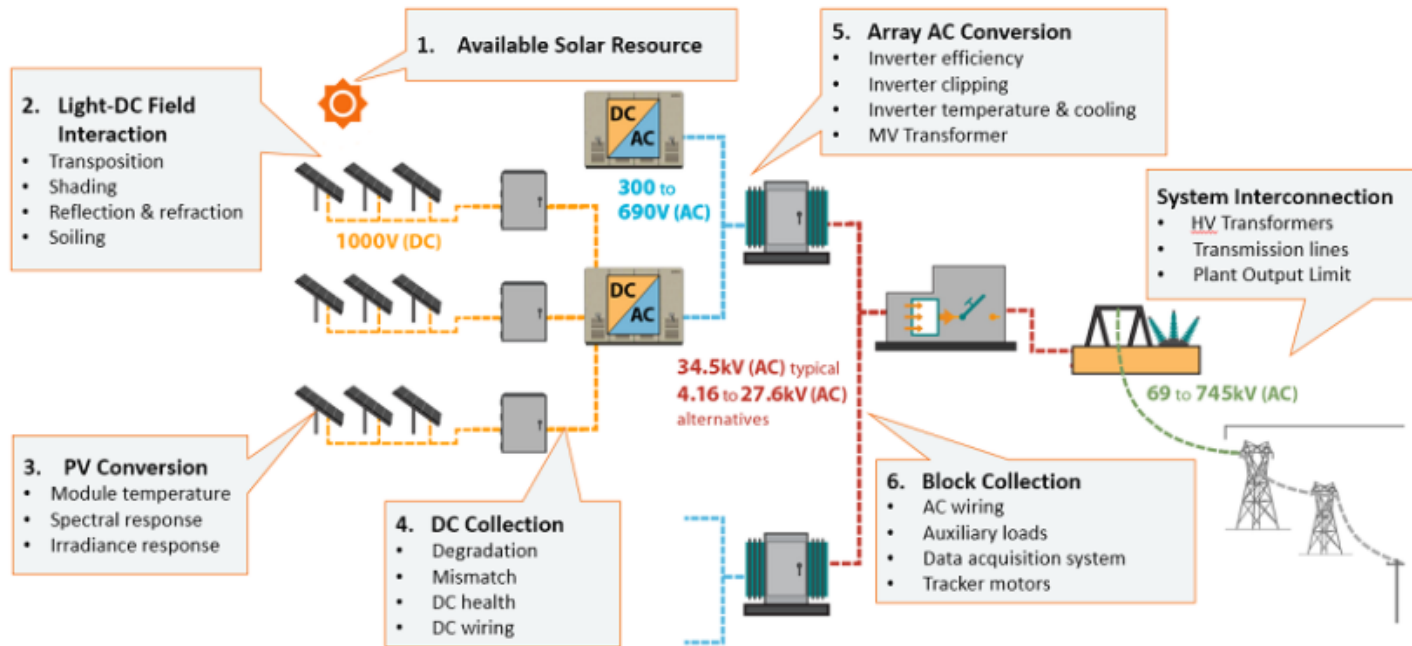 1. Available Solar Resource
2. Light-DC Field
Interaction
• Transposition
• Shading
• Reflection & refraction
• Soiling
1000V (DC)
DC
AC
300 to
690V (AC)
DC
AC
5. Array AC Conversion
• Inverter efficiency
• Inverter clipping
• Inverter temperature & cooling
• MV Transformer
System Interconnection
• HV Transformers
• Transmission lines
• Plant Output Limit
34.5kV (AC) typical
4.16 to 27.6kV (AC)
alternatives
69 to 745kV (AC)
3. PV Conversion
• Module temperature
• Spectral response
• Irradiance response
4. DC Collection
• Degradation
• Mismatch
• DC health
• DC wiring
6. Block Collection
• AC wiring
• Auxiliary loads
• Data acquisition system
• Tracker motors